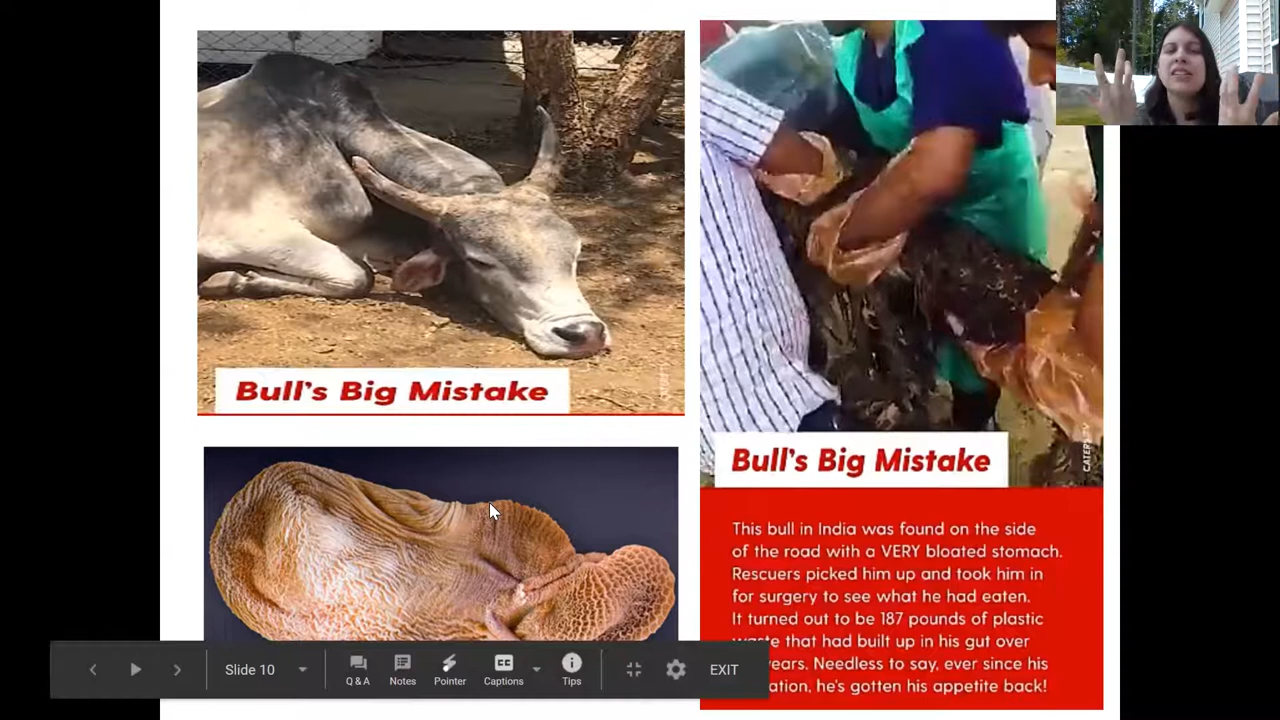 Bull's Big Mistake
Bull's Big Mistake
CATERS TV
This bull in India was found on the side
of the road with a VERY bloated stomach.
Rescuers picked him up and took him in
for surgery to see what he had eaten.
It turned out to be 187 pounds of plastic
waste that had built up in his gut over
years. Needless to say, ever since his
he's gotten his appetite back!
Slide 10
Q & A
Notes
Pointer
CC
Captions
Tips
EXIT